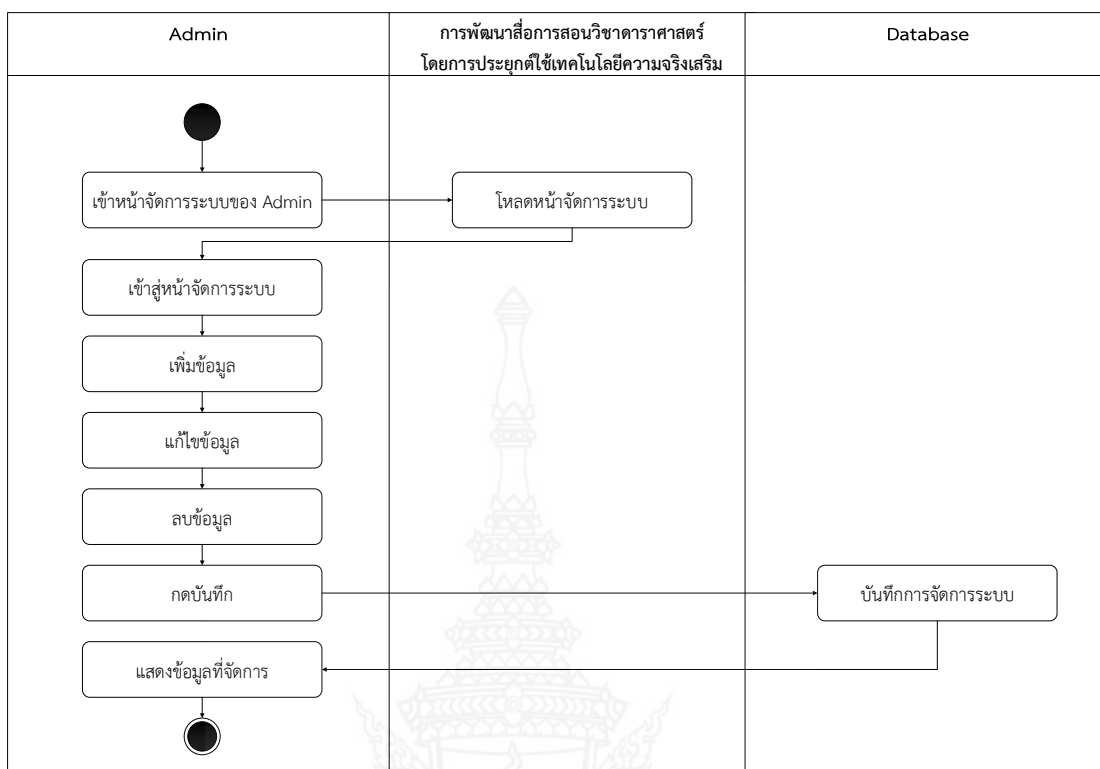 Admin
การพัฒนาสื่อการสอนวิชาดาราศาสตร์
โดยการประยุกต์ใช้เทคโนโลยีความจริงเสริม
Database
เข้าหน้าจัดการระบบของ Admin
โหลดหน้าจัดการระบบ
เข้าสู่หน้าจัดการระบบ
เพิ่มข้อมูล
แก้ไขข้อมูล
ลบข้อมูล
กดบันทึก
บันทึกการจัดการระบบ
แสดงข้อมูลที่จัดการ